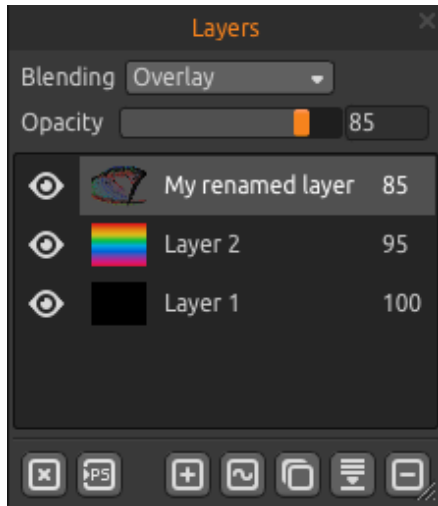 Layers
Blending Overlay
Opacity 85
My renamed layer 85
Layer 2 95
Layer 1 100
PS